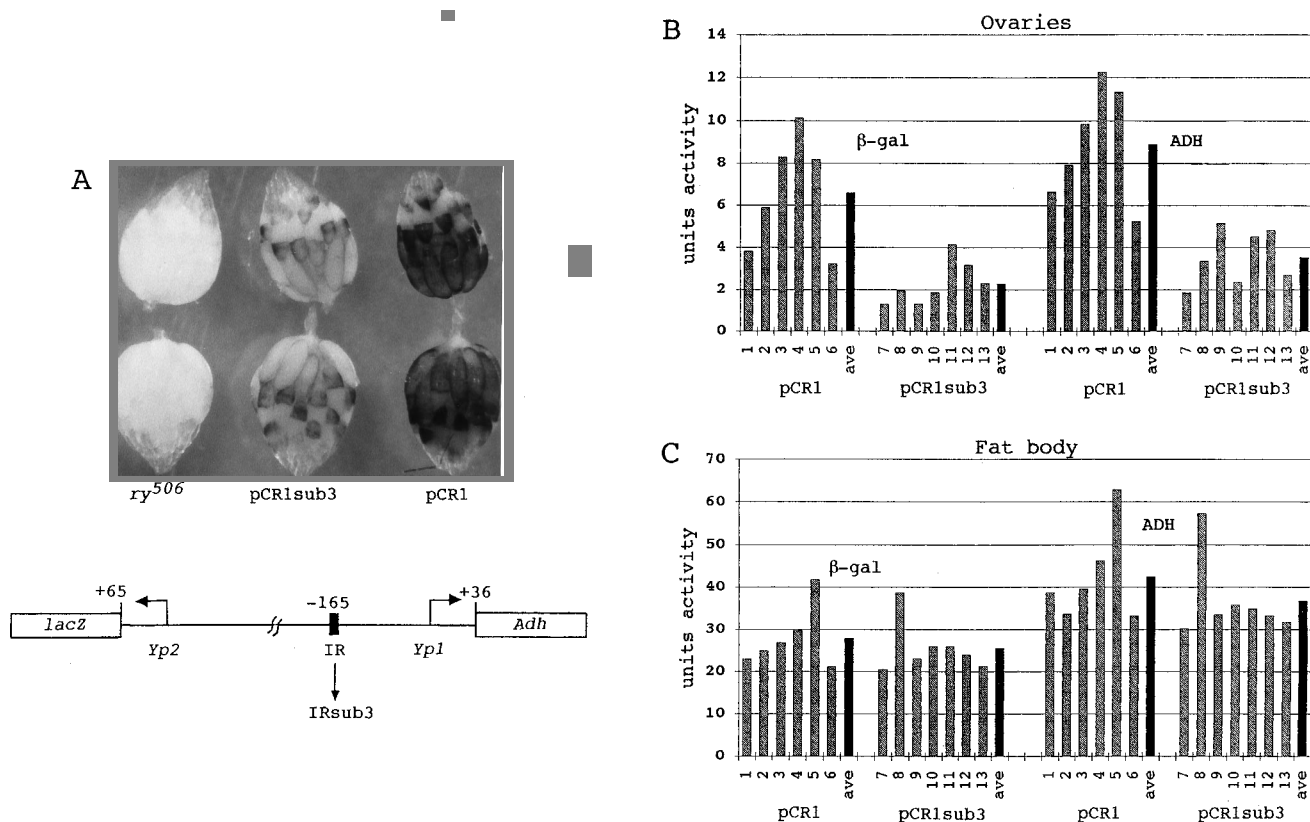 A
ry506 pCR1sub3 pCR1
+65 -165 +36
lacZ Adh
Yp2 IR Yp1
IRsub3
B
Ovaries
units activity
14
12
10
8
6
4
2
0
β-gal ADH
1 2 3 4 5 6 ave 7 8 9 10 11 12 13 ave 1 2 3 4 5 6 ave 7 8 9 10 11 12 13 ave
pCR1 pCR1sub3 pCR1 pCR1sub3
C
Fat body
units activity
70
60
50
40
30
20
10
0
β-gal ADH
1 2 3 4 5 6 ave 7 8 9 10 11 12 13 ave 1 2 3 4 5 6 ave 7 8 9 10 11 12 13 ave
pCR1 pCR1sub3 pCR1 pCR1sub3